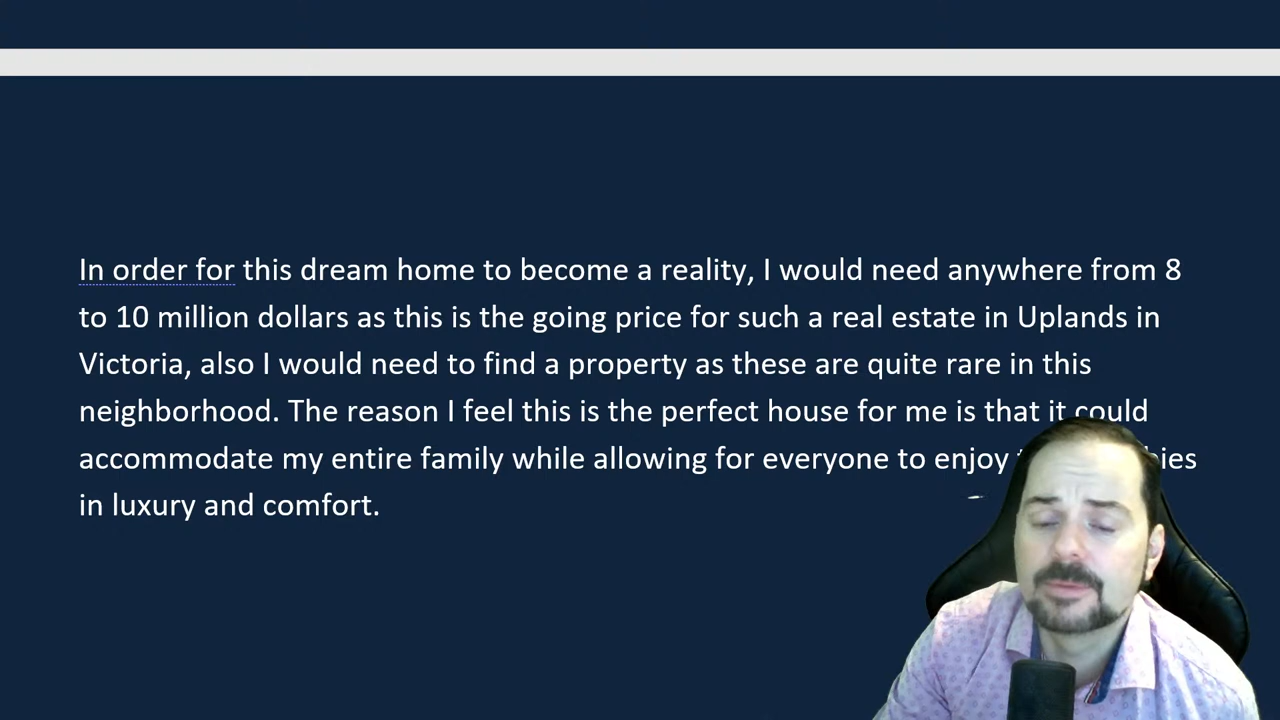 In order for this dream home to become a reality, I would need anywhere from 8
to 10 million dollars as this is the going price for such a real estate in Uplands in
Victoria, also I would need to find a property as these are quite rare in this
neighborhood. The reason I feel this is the perfect house for me is that it could
accommodate my entire family while allowing for everyone to enjoy
in luxury and comfort.